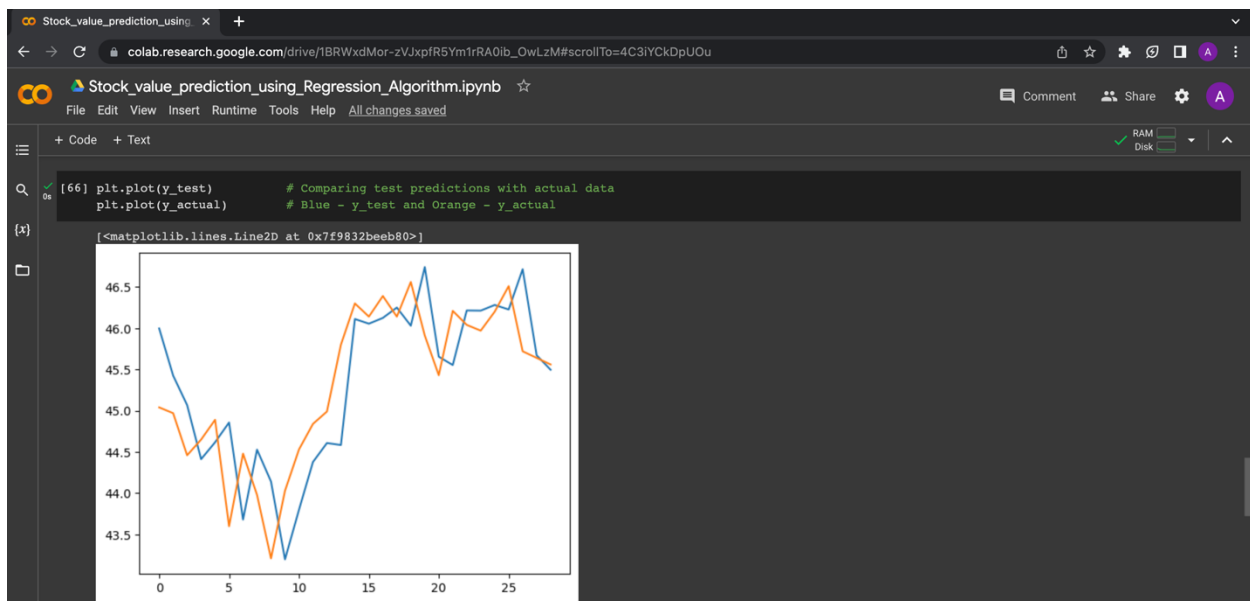 Stock_value_prediction_using_ × +
colab.research.google.com/drive/1BRWxdMor-zVJxpfR5Ym1rRA0ib_OwLzM#scrollTo=4C3iYCkDpUOu A
Stock_value_prediction_using_Regression_Algorithm.ipynb
Comment Share A
File Edit View Insert Runtime Tools Help All changes saved
+ Code + Text
RAM
Disk
[66] plt.plot(y_test) # Comparing test predictions with actual data
0s plt.plot(y_actual) # Blue - y_test and Orange - y_actual
{x}
[<matplotlib.lines.Line2D at 0x7f9832beeb80>]
46.5
46.0
45.5
45.0
44.5
44.0
43.5
0 5 10 15 20 25